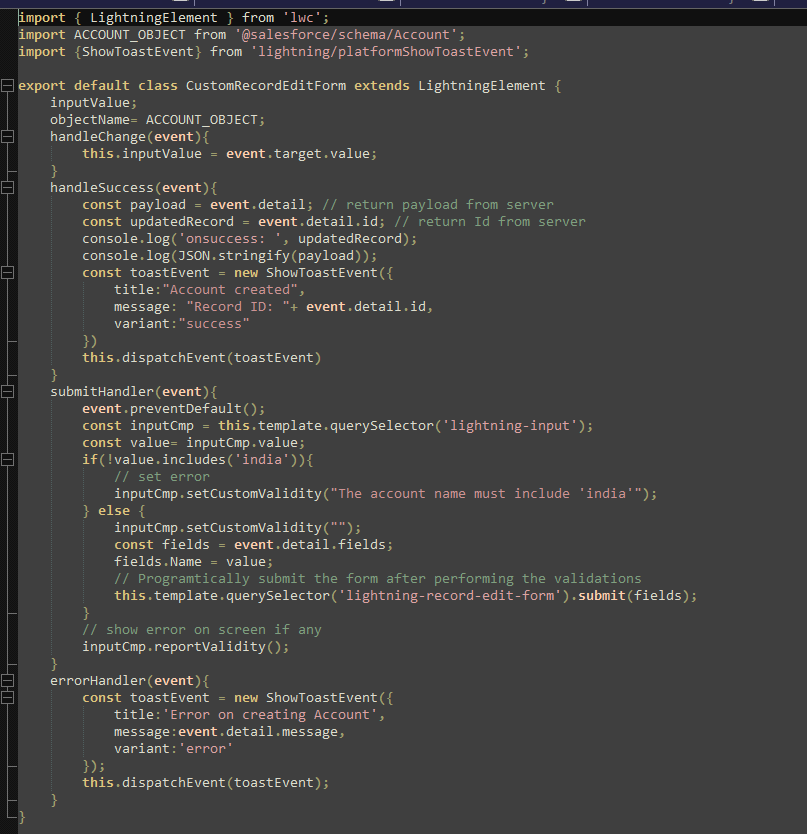 import { LightningElement } from 'lwc';
import ACCOUNT_OBJECT from '@salesforce/schema/Account';
import {ShowToastEvent} from 'lightning/platformShowToastEvent';
export default class CustomRecordEditForm extends LightningElement {
    inputValue;
    objectName= ACCOUNT_OBJECT;
    handleChange(event){
        this.inputValue = event.target.value;
    }
    handleSuccess(event){
        const payload = event.detail; // return payload from server
        const updatedRecord = event.detail.id; // return Id from server
        console.log('onsuccess: ', updatedRecord);
        console.log(JSON.stringify(payload));
        const toastEvent = new ShowToastEvent({
            title:"Account created",
            message: "Record ID: "+ event.detail.id,
            variant:"success"
        })
        this.dispatchEvent(toastEvent)
    }
    submitHandler(event){
        event.preventDefault();
        const inputCmp = this.template.querySelector('lightning-input');
        const value= inputCmp.value;
        if(!value.includes('india')){
            // set error
            inputCmp.setCustomValidity("The account name must include 'india'");
        } else {
            inputCmp.setCustomValidity("");
            const fields = event.detail.fields;
            fields.Name = value;
            // Programtically submit the form after performing the validations
            this.template.querySelector('lightning-record-edit-form').submit(fields);
        }
        // show error on screen if any
        inputCmp.reportValidity();
    }
    errorHandler(event){
        const toastEvent = new ShowToastEvent({
            title:'Error on creating Account',
            message:event.detail.message,
            variant:'error'
        });
        this.dispatchEvent(toastEvent);
    }
}